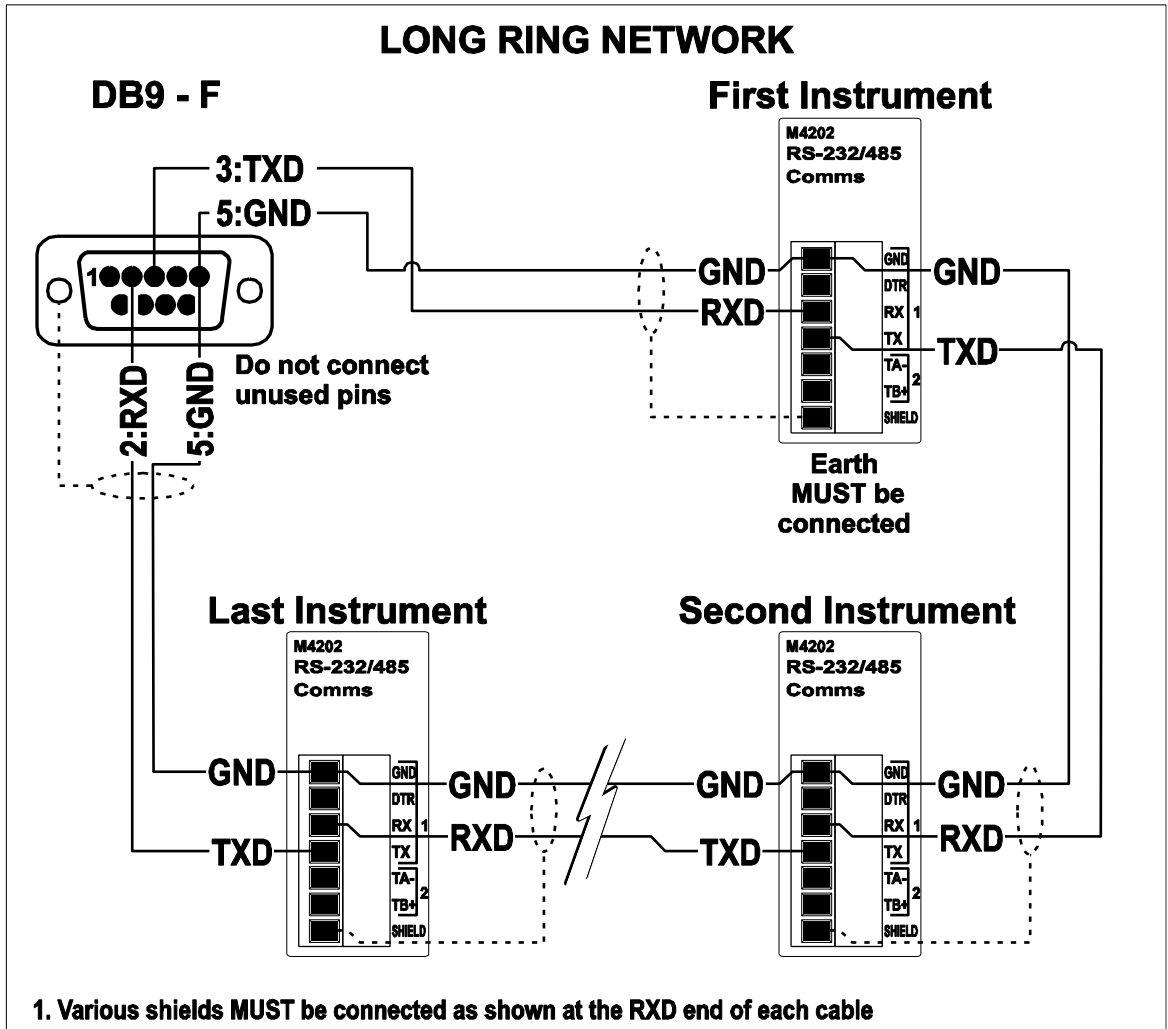 LONG RING NETWORK
DB9 - F
3:TXD
5:GND
1
2:RXD
5:GND
Do not connect
unused pins
First Instrument
M4202
RS-232/485
Comms
GND
RXD
GND
DTR
RX
TX
1
TA-
TB+
2
SHIELD
GND
TXD
Earth
MUST be
connected
Last Instrument
M4202
RS-232/485
Comms
GND
TXD
GND
DTR
RX
TX
1
TA-
TB+
2
SHIELD
GND
RXD
Second Instrument
M4202
RS-232/485
Comms
GND
TXD
GND
DTR
RX
TX
1
TA-
TB+
2
SHIELD
GND
RXD
1. Various shields MUST be connected as shown at the RXD end of each cable